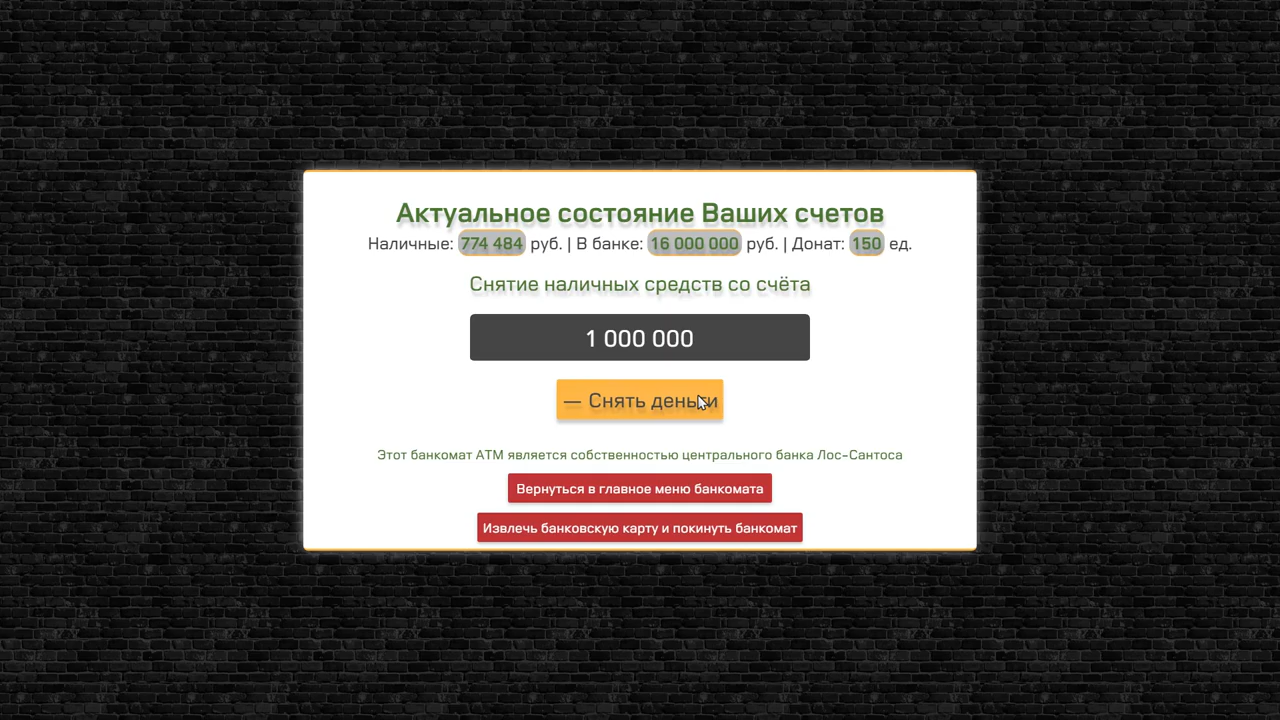 Актуальное состояние Ваших счетов
Наличные: 774 484 руб. | В банке: 16 000 000 руб. | Донат: 150 ед.
Снятие наличных средств со счёта
1 000 000
— Снять деньги
Этот банкомат ATM является собственностью центрального банка Лос-Сантоса
Вернуться в главное меню банкомата
Извлечь банковскую карту и покинуть банкомат